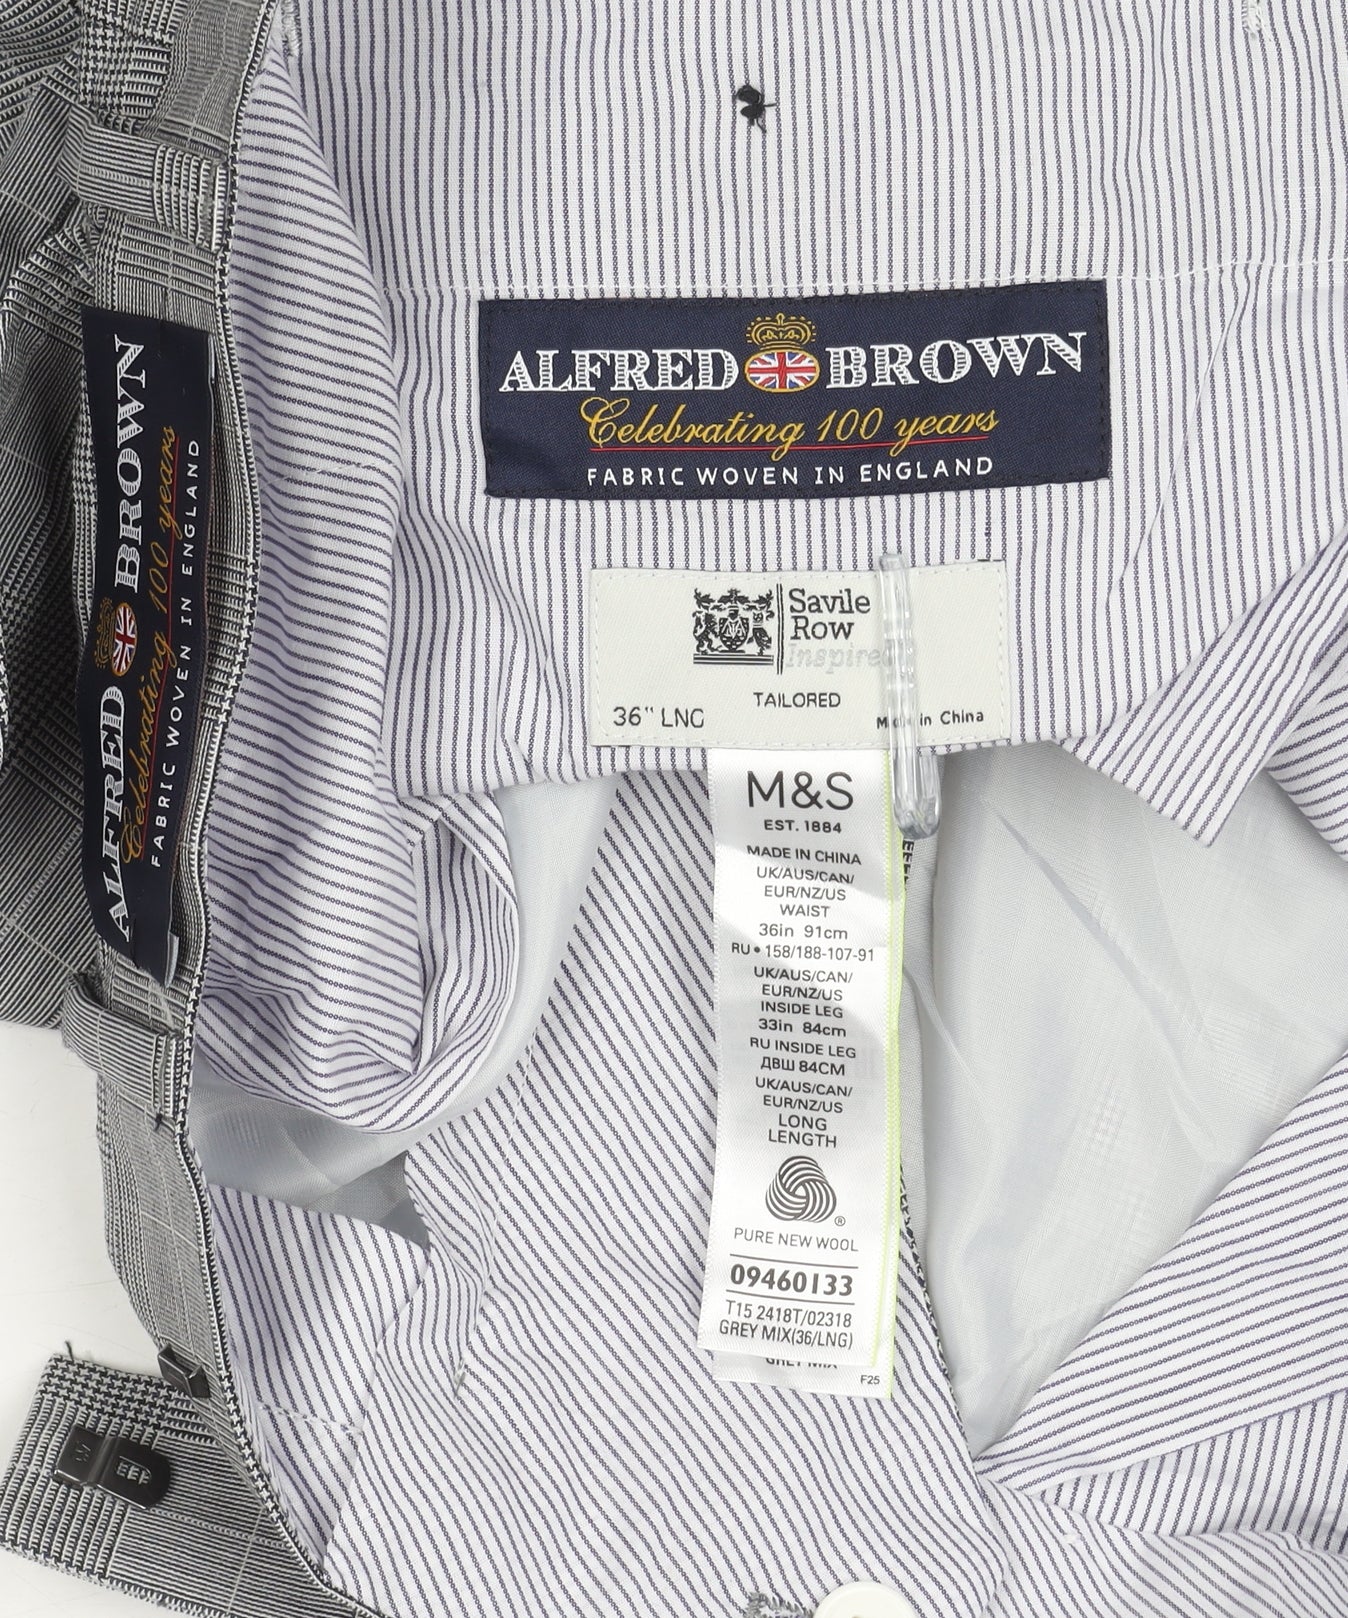 ALFRED BROWN
Celebrating 100 years
FABRIC WOVEN IN ENGLAND
ALFRED BROWN
Celebrating 100 years
FABRIC WOVEN IN ENGLAND
Savile
Row
Inspired
TAILORED
36" LNG
Made in China
M&S
EST. 1884
MADE IN CHINA
UK/AUS/CAN/
EUR/NZ/US
WAIST
36in 91cm
RU•158/188-107-91
UK/AUS/CAN/
EUR/NZ/US
INSIDE LEG
33in 84cm
RU INSIDE LEG
ДВШ 84CM
UK/AUS/CAN/
EUR/NZ/US
LONG
LENGTH
®
PURE NEW WOOL
09460133
T15 2418T/02318
GREY MIX(36/LNG)
GREY MIX
F25